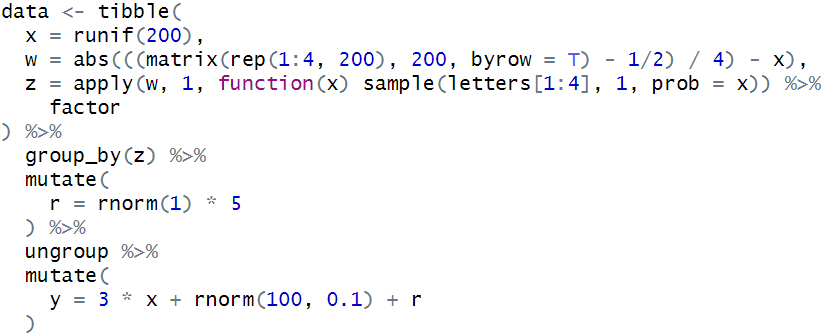 data <- tibble(
  x = runif(200),
  w = abs(((matrix(rep(1:4, 200), 200, byrow = T) - 1/2) / 4) - x),
  z = apply(w, 1, function(x) sample(letters[1:4], 1, prob = x)) %>%
    factor
) %>%
  group_by(z) %>%
  mutate(
    r = rnorm(1) * 5
  ) %>%
  ungroup %>%
  mutate(
    y = 3 * x + rnorm(100, 0.1) + r
  )